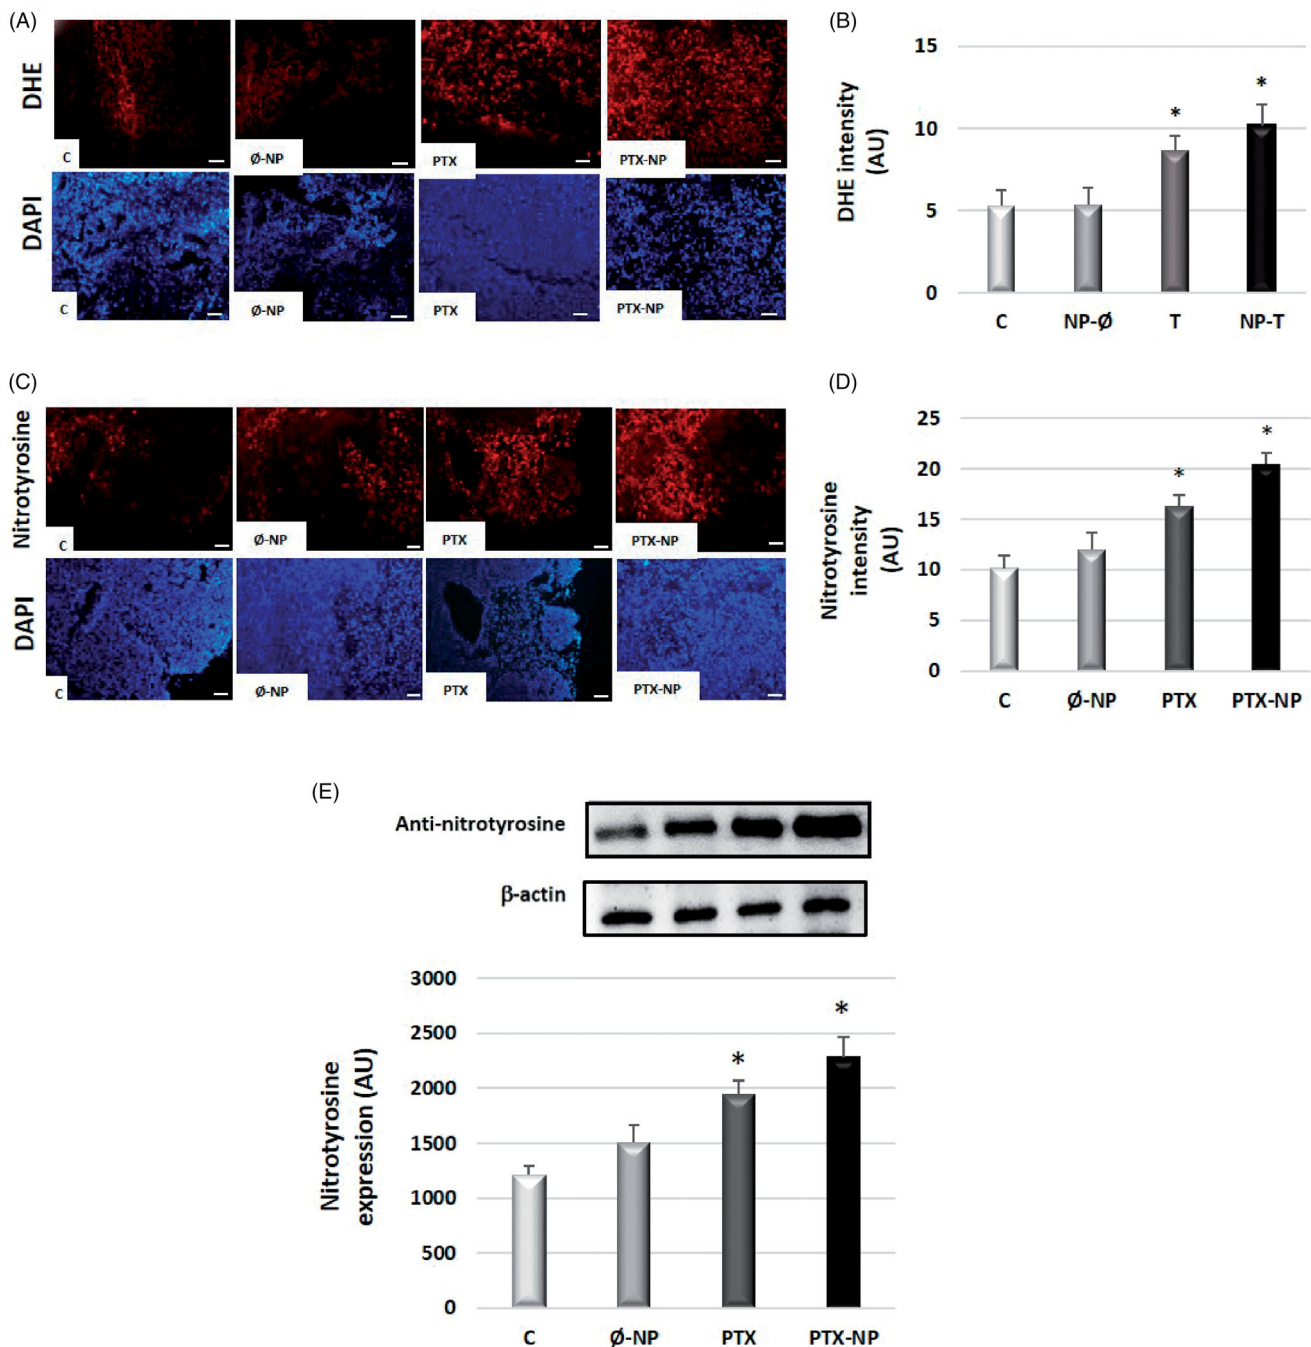 (A)
DHE
C
Ø-NP
PTX
PTX-NP
DAPI
C
Ø-NP
PTX
PTX-NP
(B)
DHE intensity
(AU)
15
10
5
0
*
*
C
NP-Ø
T
NP-T
(C)
Nitrotyrosine
C
Ø-NP
PTX
PTX-NP
DAPI
C
Ø-NP
PTX
PTX-NP
(D)
Nitrotyrosine
intensity
(AU)
25
20
15
10
5
0
*
*
C
Ø-NP
PTX
PTX-NP
(E)
Anti-nitrotyrosine
β-actin
Nitrotyrosine
expression (AU)
3000
2500
2000
1500
1000
500
0
*
*
C
Ø-NP
PTX
PTX-NP